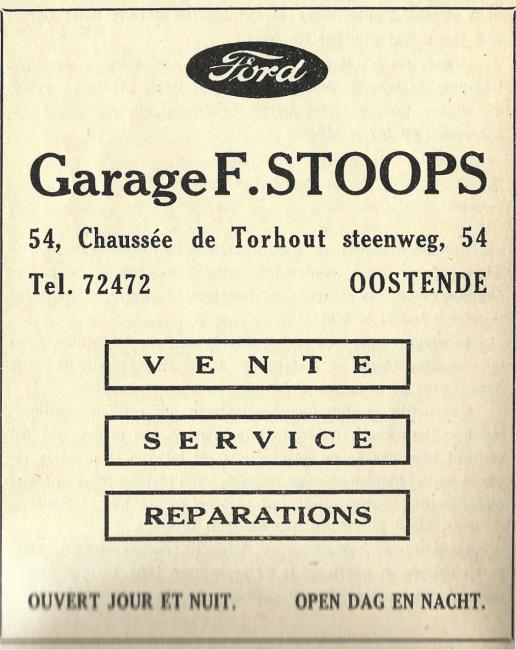 Ford
Garage F. STOOPS
54, Chaussée de Torhout steenweg, 54
Tel. 72472 OOSTENDE
VENTE
SERVICE
REPARATIONS
OUVERT JOUR ET NUIT. OPEN DAG EN NACHT.